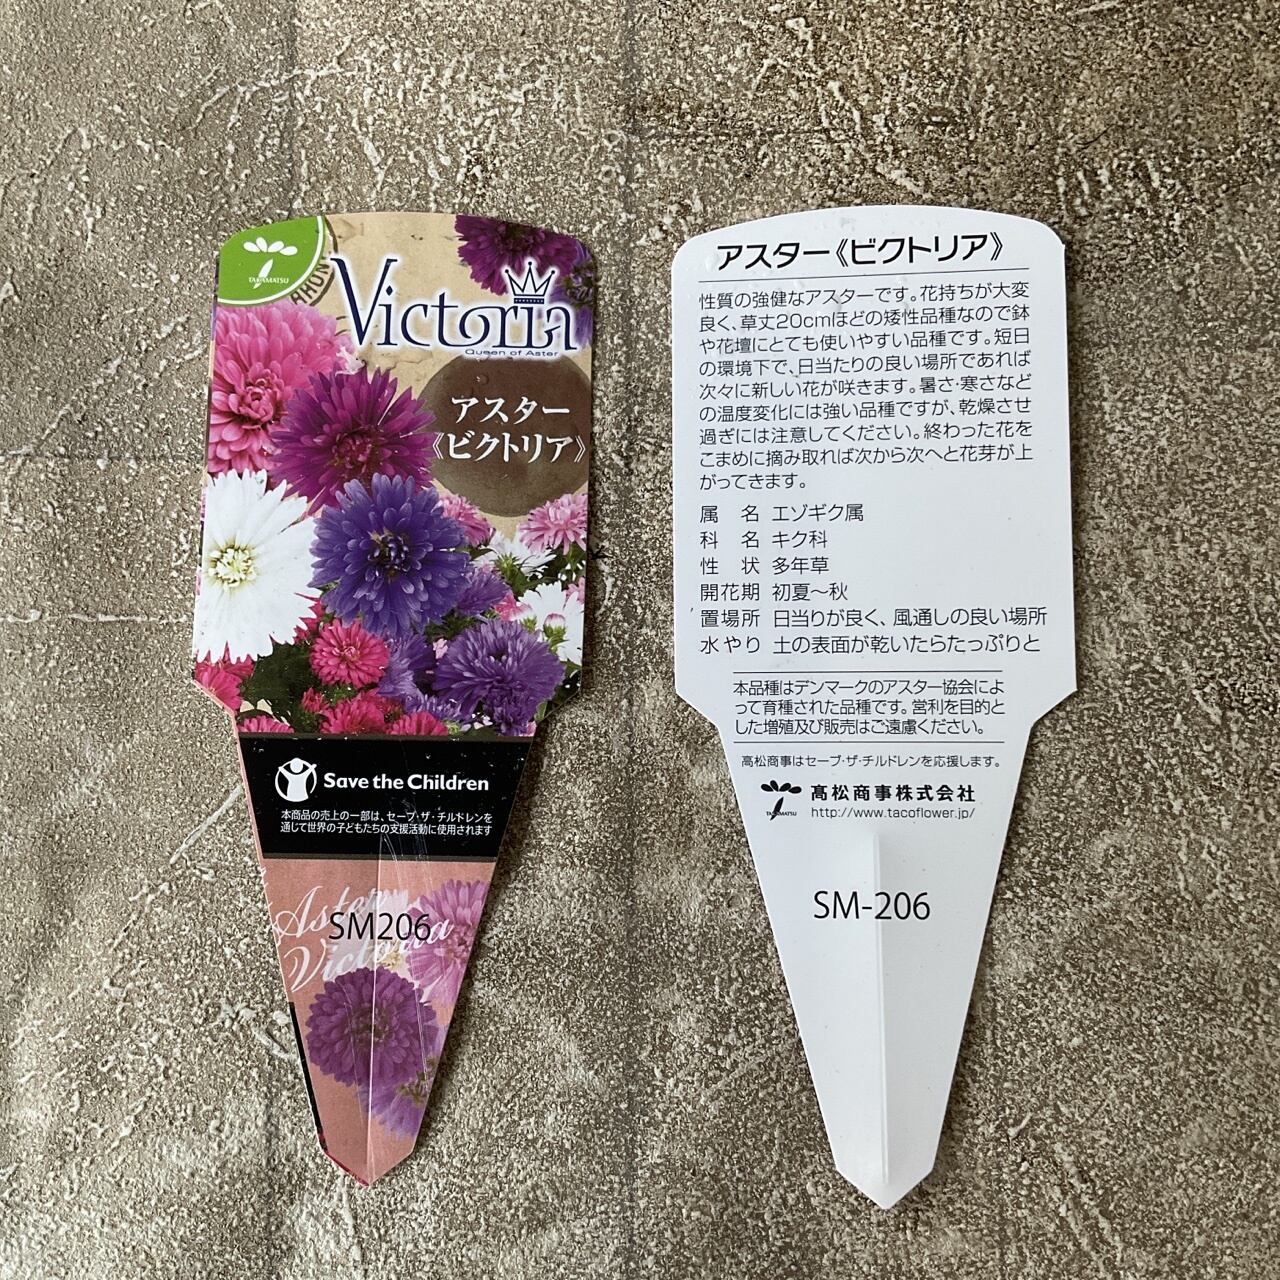 TAKAMATSU
Victoria
Queen of Aster
アスター
《ビクトリア》
Save the Children
本商品の売上の一部は、セーブ・ザ・チルドレンを
通じて世界の子どもたちの支援活動に使用されます
Aster
SM206
Victoria
アスター《ビクトリア》
性質の強健なアスターです。花持ちが大変
良く、草丈20cmほどの矮性品種なので鉢
や花壇にとても使いやすい品種です。短日
の環境下で、日当たりの良い場所であれば
次々に新しい花が咲きます。暑さ・寒さなど
の温度変化には強い品種ですが、乾燥させ
過ぎには注意してください。終わった花を
こまめに摘み取れば次から次へと花芽が上
がってきます。
属 名 エゾギク属
科 名 キク科
性 状 多年草
開花期 初夏～秋
置場所 日当りが良く、風通しの良い場所
水やり 土の表面が乾いたらたっぷりと
本品種はデンマークのアスター協会によ
って育種された品種です。営利を目的と
した増殖及び販売はご遠慮ください。
高松商事はセーブ・ザ・チルドレンを応援します。
TAKAMATSU
髙松商事株式会社
http://www.tacoflower.jp/
SM-206